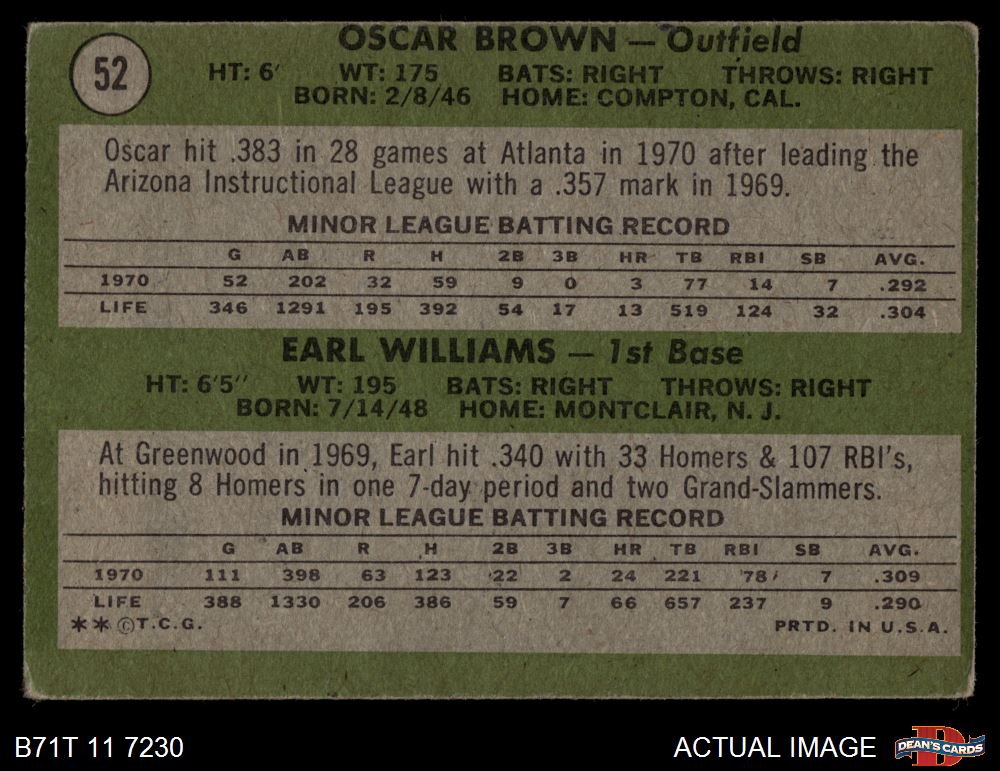 52
OSCAR BROWN — Outfield
HT: 6′ WT: 175 BATS: RIGHT THROWS: RIGHT
BORN: 2/8/46 HOME: COMPTON, CAL.
Oscar hit .383 in 28 games at Atlanta in 1970 after leading the
Arizona Instructional League with a .357 mark in 1969.
MINOR LEAGUE BATTING RECORD
G AB R H 2B 3B HR TB RBI SB AVG.
1970 52 202 32 59 9 0 3 77 14 7 .292
LIFE 346 1291 195 392 54 17 13 519 124 32 .304
EARL WILLIAMS — 1st Base
HT: 6′5″ WT: 195 BATS: RIGHT THROWS: RIGHT
BORN: 7/14/48 HOME: MONTCLAIR, N. J.
At Greenwood in 1969, Earl hit .340 with 33 Homers & 107 RBI's,
hitting 8 Homers in one 7-day period and two Grand-Slammers.
MINOR LEAGUE BATTING RECORD
G AB R H 2B 3B HR TB RBI SB AVG.
1970 111 398 63 123 22 2 24 221 78 7 .309
LIFE 388 1330 206 386 59 7 66 657 237 9 .290
** ©T.C.G. PRTD. IN U.S.A.
B71T 11 7230 ACTUAL IMAGE DEAN'S CARDS